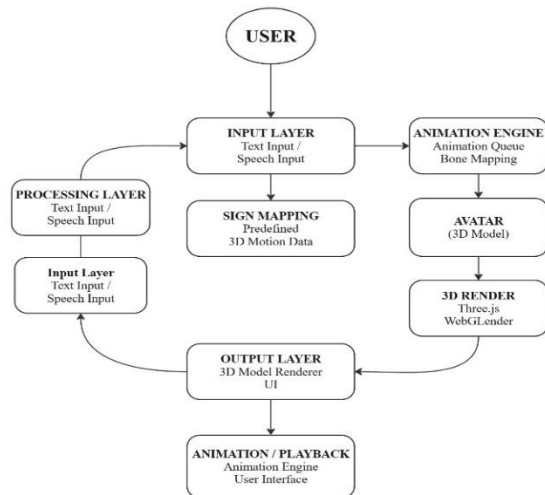 USER
INPUT LAYER
Text Input /
Speech Input
ANIMATION ENGINE
Animation Queue
Bone Mapping
PROCESSING LAYER
Text Input /
Speech Input
SIGN MAPPING
Predefined
3D Motion Data
AVATAR
(3D Model)
Input Layer
Text Input /
Speech Input
3D RENDER
Three.js
WebGLender
OUTPUT LAYER
3D Model Renderer
UI
ANIMATION / PLAYBACK
Animation Engine
User Interface